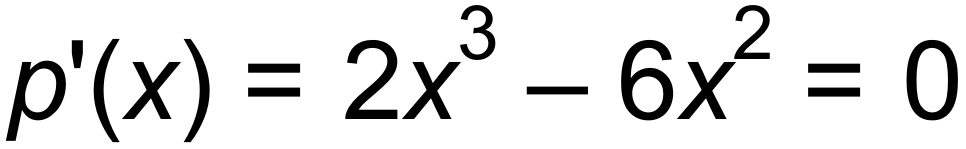 p'(x) = 2x³ – 6x² = 0